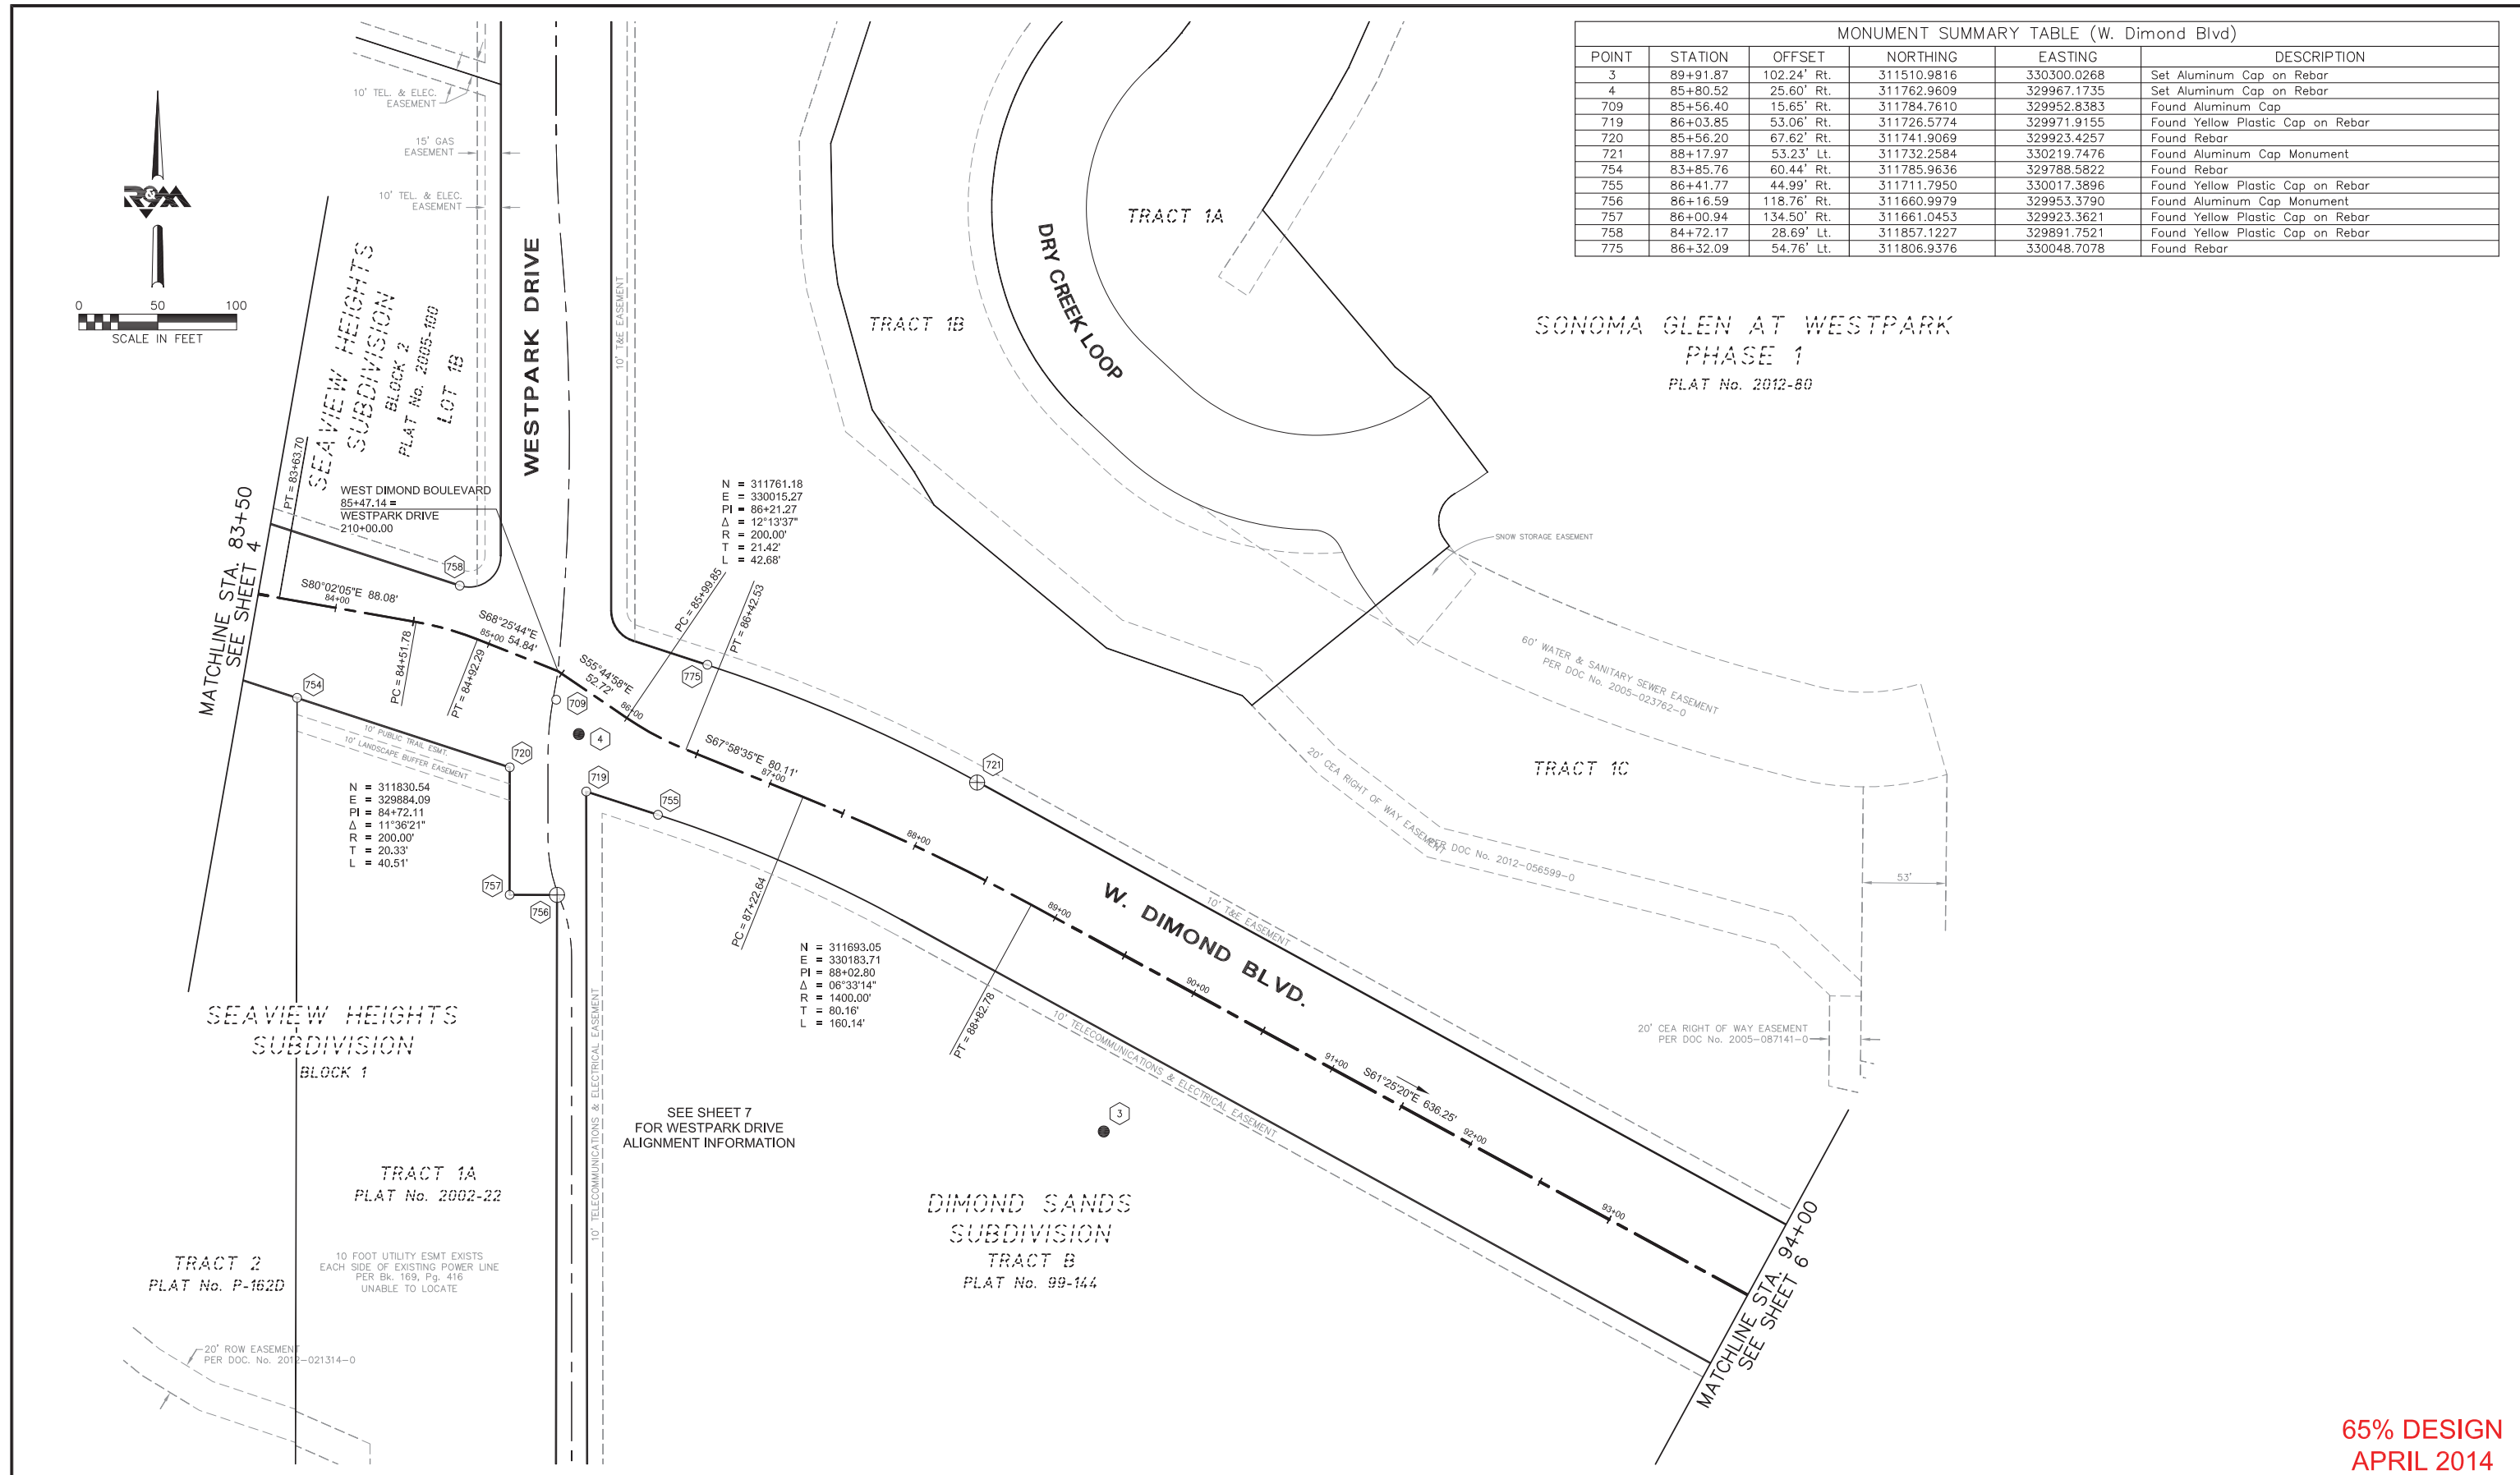 MONUMENT SUMMARY TABLE (W. Dimond Blvd)
POINT STATION OFFSET NORTHING EASTING DESCRIPTION
3 89+91.87 102.24' Rt. 311510.9816 330300.0268 Set Aluminum Cap on Rebar
4 85+80.52 25.60' Rt. 311762.9609 329967.1735 Set Aluminum Cap on Rebar
709 85+56.40 15.65' Rt. 311784.7610 329952.8383 Found Aluminum Cap
719 86+03.85 53.06' Rt. 311726.5774 329971.9155 Found Yellow Plastic Cap on Rebar
720 85+56.20 67.62' Rt. 311741.9069 329923.4257 Found Rebar
721 88+17.97 53.23' Lt. 311732.2584 330219.7476 Found Aluminum Cap Monument
754 83+85.76 60.44' Rt. 311785.9636 329788.5822 Found Rebar
755 86+41.77 44.99' Rt. 311711.7950 330017.3896 Found Yellow Plastic Cap on Rebar
756 86+16.59 118.76' Rt. 311660.9979 329953.3790 Found Aluminum Cap Monument
757 86+00.94 134.50' Rt. 311661.0453 329923.3621 Found Yellow Plastic Cap on Rebar
758 84+72.17 28.69' Lt. 311857.1227 329891.7521 Found Yellow Plastic Cap on Rebar
775 86+32.09 54.76' Lt. 311806.9376 330048.7078 Found Rebar
10' TEL. & ELEC.
EASEMENT
15' GAS
EASEMENT
10' TEL. & ELEC.
EASEMENT
R&M
0 50 100
SCALE IN FEET
SEAVIEW HEIGHTS
SUBDIVISION
BLOCK 2
PLAT No. 2005-100
LOT 1B
WESTPARK DRIVE
10' T&E EASEMENT
TRACT 1B
DRY CREEK LOOP
TRACT 1A
SONOMA GLEN AT WESTPARK
PHASE 1
PLAT No. 2012-80
MATCHLINE STA. 83+50
SEE SHEET 4
PT = 83+63.70
WEST DIMOND BOULEVARD
85+47.14 =
WESTPARK DRIVE
210+00.00
N = 311761.18
E = 330015.27
PI = 86+21.27
Δ = 12°13'37"
R = 200.00'
T = 21.42'
L = 42.68'
758
S80°02'05"E 88.08'
84+00
PC = 84+51.78
S68°25'44"E
54.84'
85+00
PT = 84+92.29
S55°44'58"E
52.72'
86+00
PC = 85+99.85
PT = 86+42.53
775
709
4
754
720
719
755
721
757
756
S67°58'35"E 80.11'
87+00
PC = 87+22.64
88+00
89+00
PT = 88+82.78
10' PUBLIC TRAIL ESMT.
10' LANDSCAPE BUFFER EASEMENT
N = 311830.54
E = 329884.09
PI = 84+72.11
Δ = 11°36'21"
R = 200.00'
T = 20.33'
L = 40.51'
N = 311693.05
E = 330183.71
PI = 88+02.80
Δ = 06°33'14"
R = 1400.00'
T = 80.16'
L = 160.14'
SNOW STORAGE EASEMENT
60' WATER & SANITARY SEWER EASEMENT
PER DOC No. 2005-023762-0
20' CEA RIGHT OF WAY EASEMENT
PER DOC No. 2012-056599-0
TRACT 1C
53'
W. DIMOND BLVD.
10' T&E EASEMENT
90+00
91+00
S61°25'20"E 636.25'
92+00
93+00
10' TELECOMMUNICATIONS & ELECTRICAL EASEMENT
20' CEA RIGHT OF WAY EASEMENT
PER DOC No. 2005-087141-0
SEAVIEW HEIGHTS
SUBDIVISION
BLOCK 1
10' TELECOMMUNICATIONS & ELECTRICAL EASEMENT
SEE SHEET 7
FOR WESTPARK DRIVE
ALIGNMENT INFORMATION
3
TRACT 1A
PLAT No. 2002-22
DIMOND SANDS
SUBDIVISION
TRACT B
PLAT No. 99-144
TRACT 2
PLAT No. P-162D
10 FOOT UTILITY ESMT EXISTS
EACH SIDE OF EXISTING POWER LINE
PER Bk. 169, Pg. 416
UNABLE TO LOCATE
20' ROW EASEMENT
PER DOC. No. 2012-021314-0
MATCHLINE STA. 94+00
SEE SHEET 6
65% DESIGN
APRIL 2014